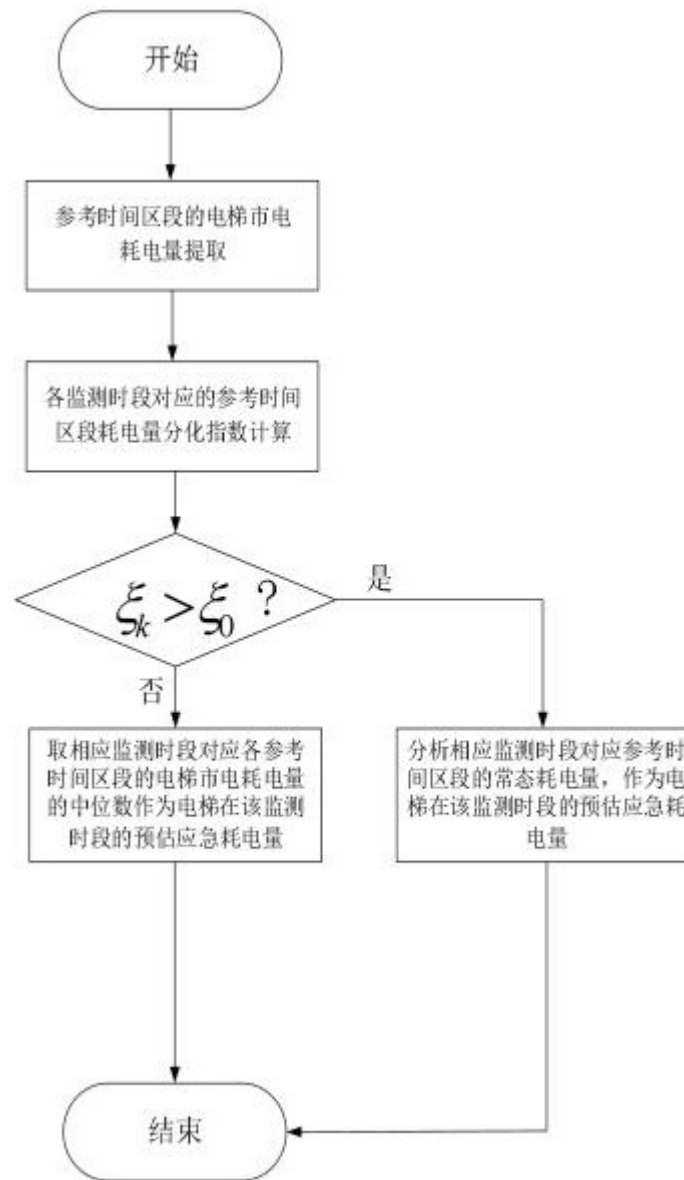 开始
参考时间区段的电梯市电
耗电量提取
各监测时段对应的参考时间
区段耗电量分化指数计算
ξk>ξ0 ?
是
否
取相应监测时段对应各参考
时间区段的电梯市电耗电量
的中位数作为电梯在该监测
时段的预估应急耗电量
分析相应监测时段对应参考时
间区段的常态耗电量，作为电
梯在该监测时段的预估应急耗
电量
结束